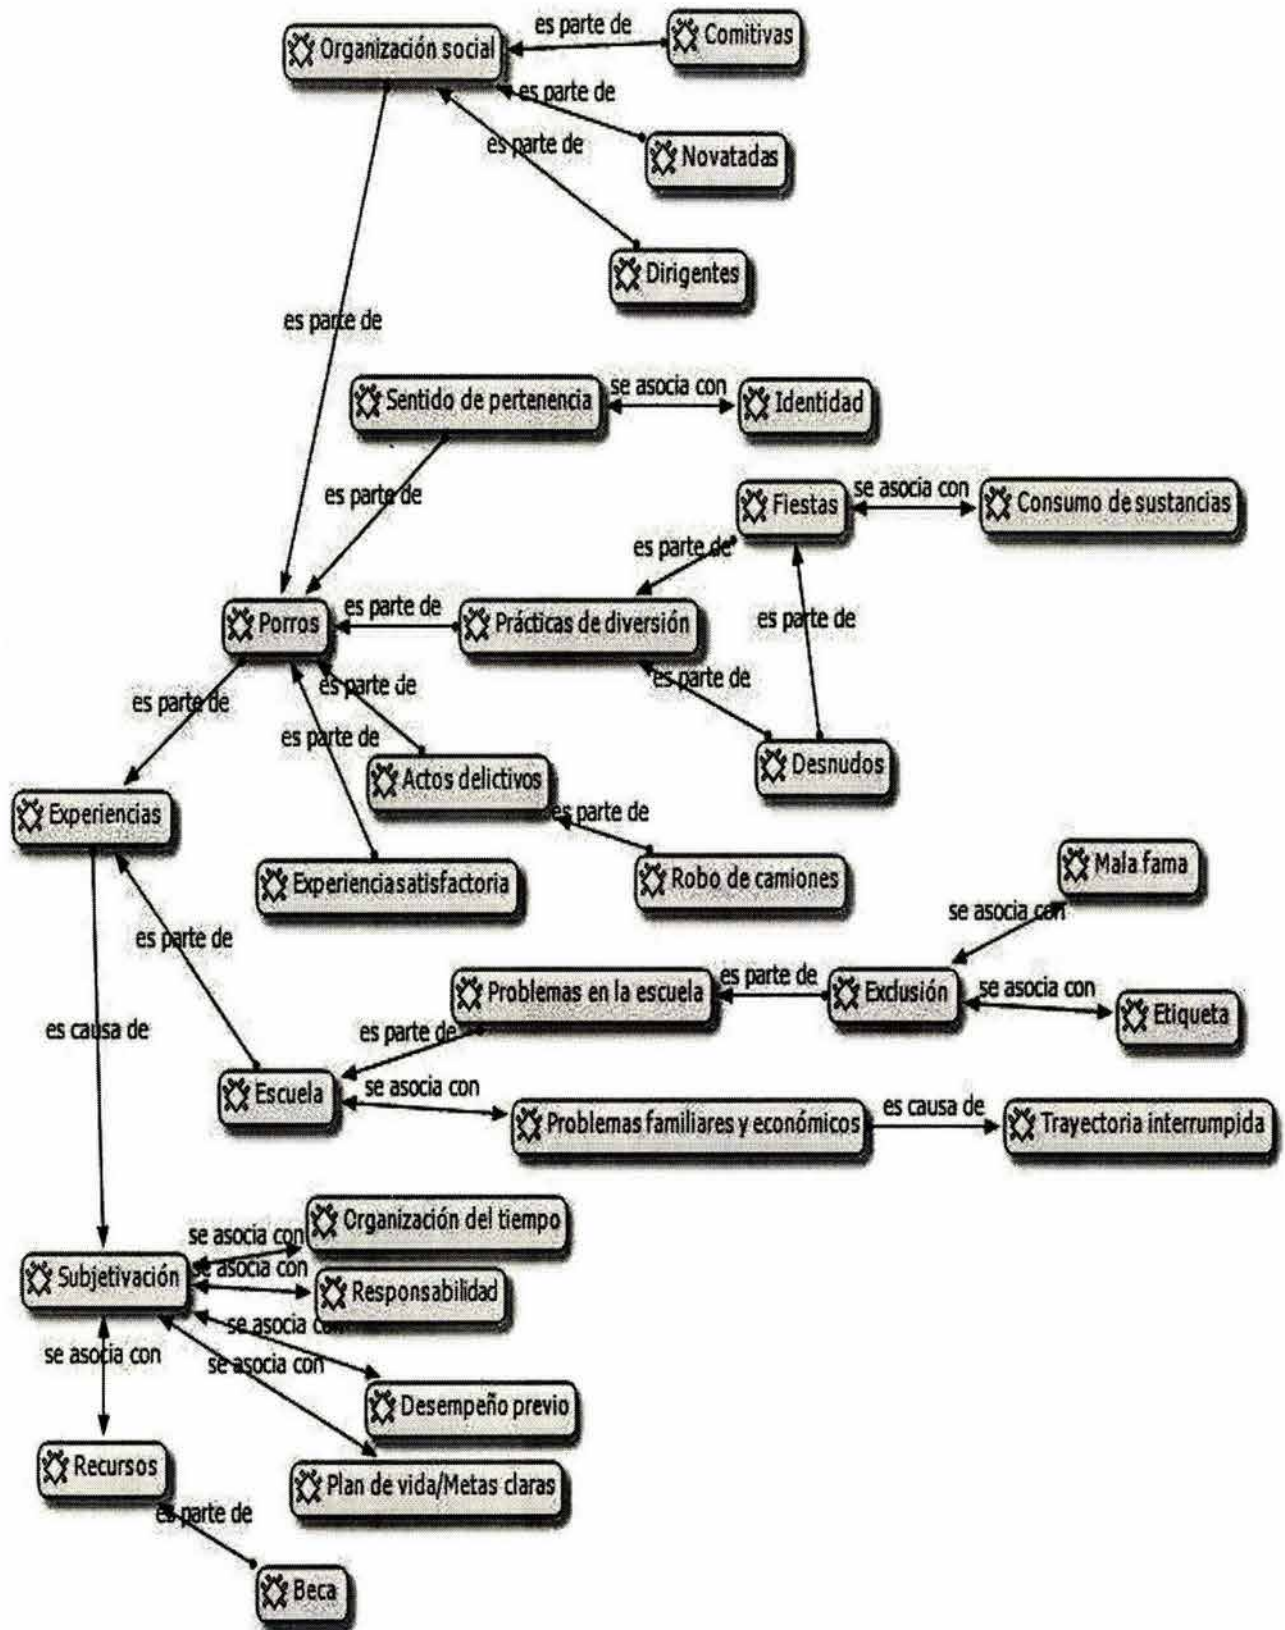 es parte de
Comitivas
Organización social
es parte de
Novatadas
es parte de
Dirigentes
es parte de
Sentido de pertenencia
se asocia con
Identidad
es parte de
Fiestas
se asocia con
Consumo de sustancias
es parte de
Porros
es parte de
Prácticas de diversión
es parte de
es parte de
es parte de
es parte de
es parte de
Actos delictivos
Desnudos
Experiencias
es parte de
Experiencia satisfactoria
Robo de camiones
Mala fama
se asocia con
es parte de
Problemas en la escuela
es parte de
Exclusión
se asocia con
Etiqueta
es causa de
es parte de
Escuela
se asocia con
Problemas familiares y económicos
es causa de
Trayectoria interrumpida
se asocia con
Organización del tiempo
Subjetivación
se asocia con
Responsabilidad
se asocia con
se asocia con
se asocia con
Desempeño previo
Recursos
Plan de vida/Metas claras
es parte de
Beca